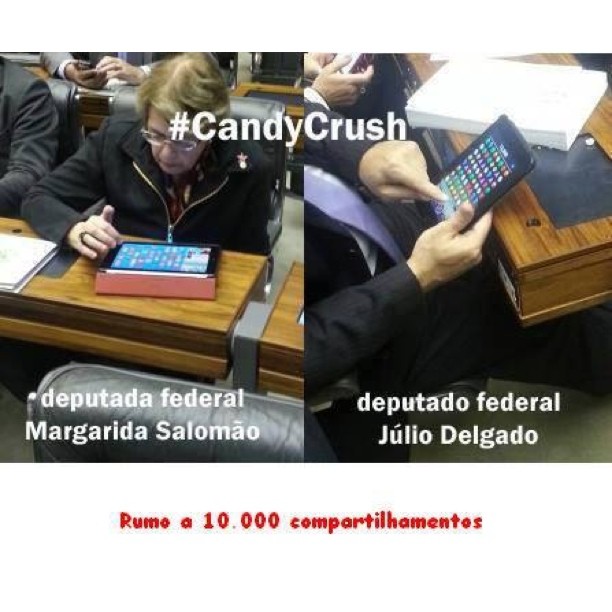 #CandyCrush
deputada federal
Margarida Salomão
deputado federal
Júlio Delgado
Rumo a 10.000 compartilhamentos